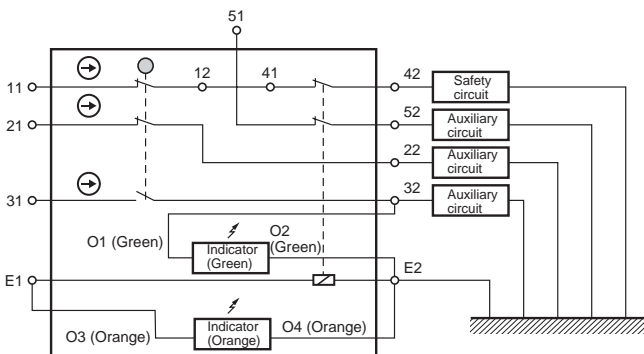 51
11
12
41
42
Safety
circuit
21
52
Auxiliary
circuit
22
Auxiliary
circuit
31
32
Auxiliary
circuit
O1 (Green)
O2
(Green)
Indicator
(Green)
E1
E2
O3 (Orange)
Indicator
(Orange)
O4 (Orange)